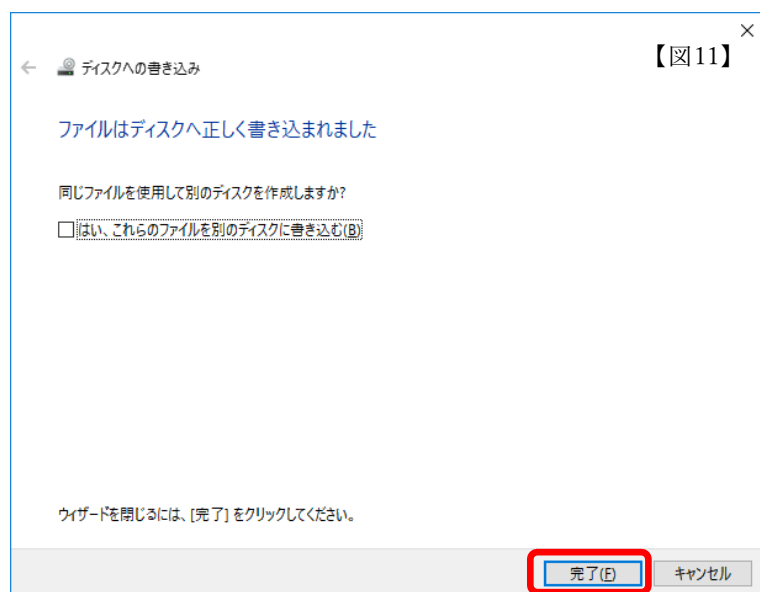 【図11】
ディスクへの書き込み
ファイルはディスクへ正しく書き込まれました
同じファイルを使用して別のディスクを作成しますか?
はい、これらのファイルを別のディスクに書き込む(B)
ウィザードを閉じるには、[完了] をクリックしてください。
完了(F) キャンセル